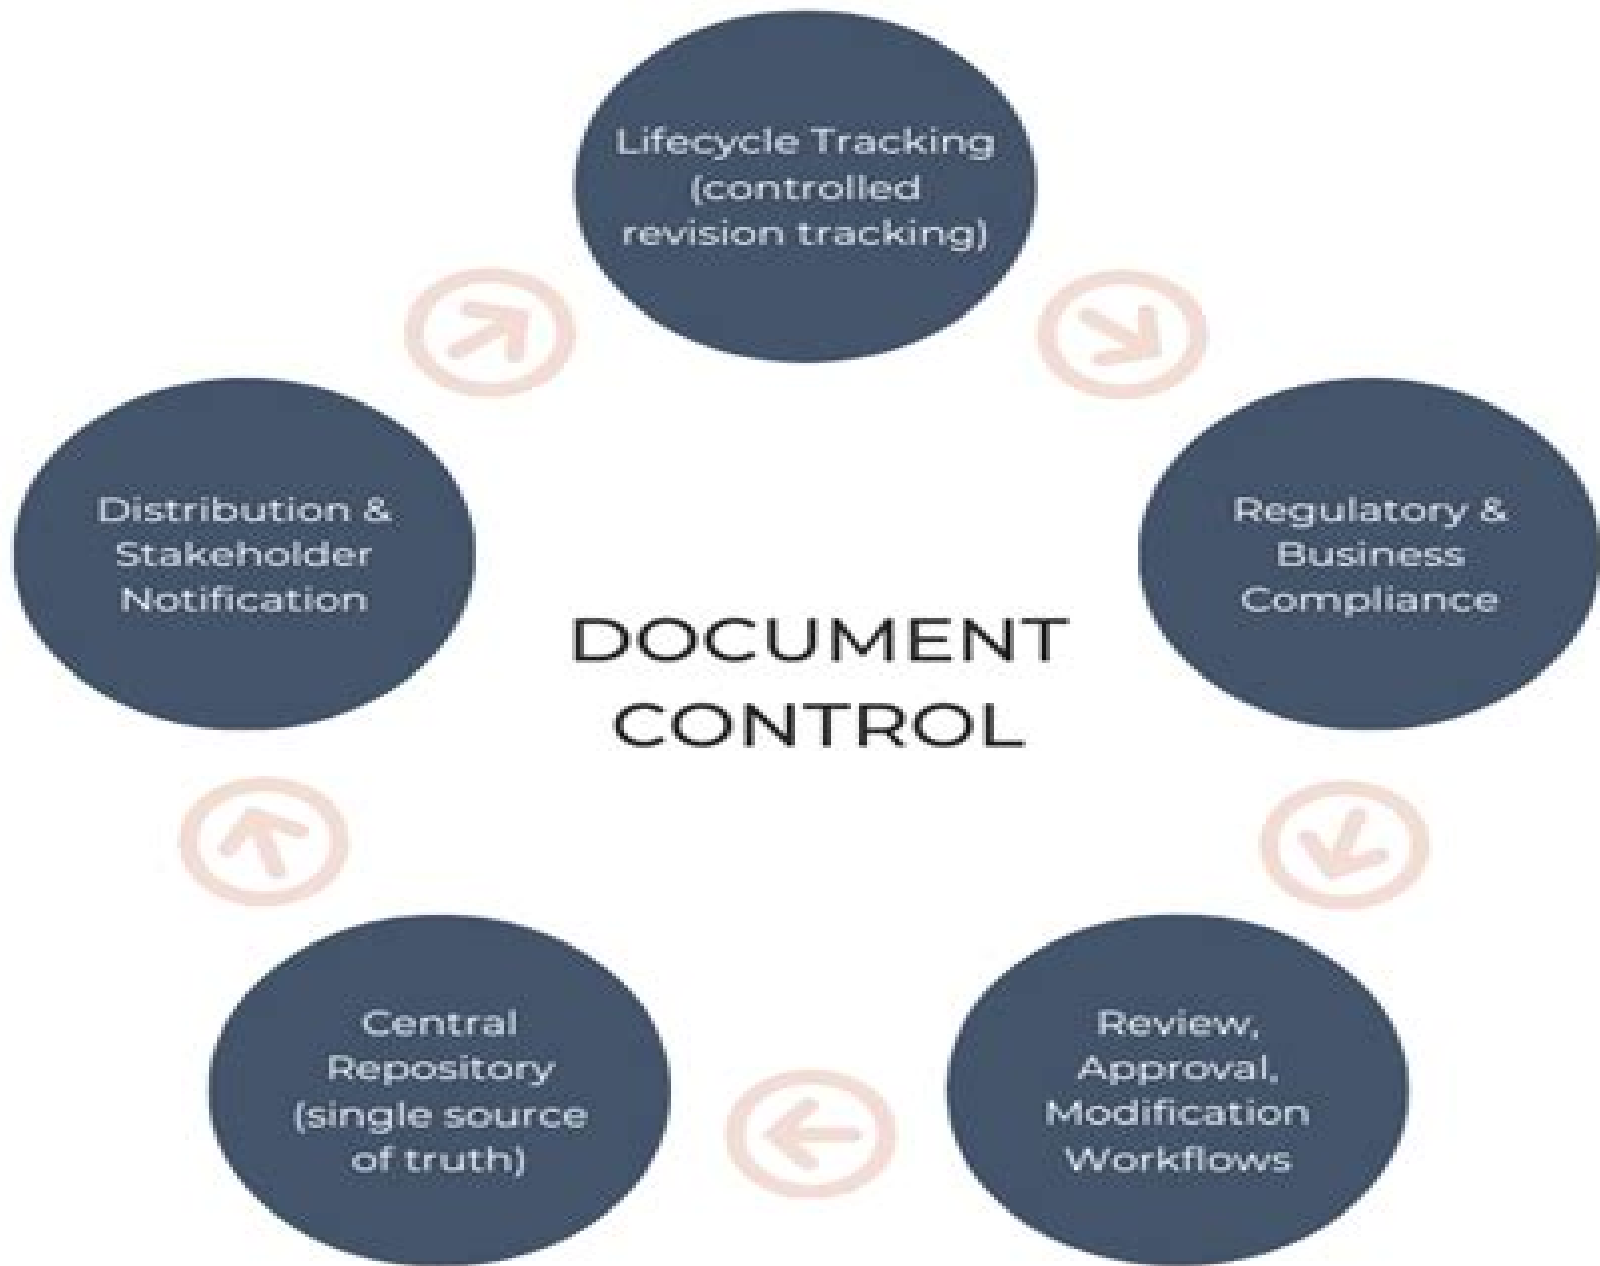 Lifecycle Tracking
(controlled
revision tracking)
Regulatory &
Business
Compliance
Review,
Approval,
Modification
Workflows
Central
Repository
(single source
of truth)
Distribution &
Stakeholder
Notification
DOCUMENT
CONTROL